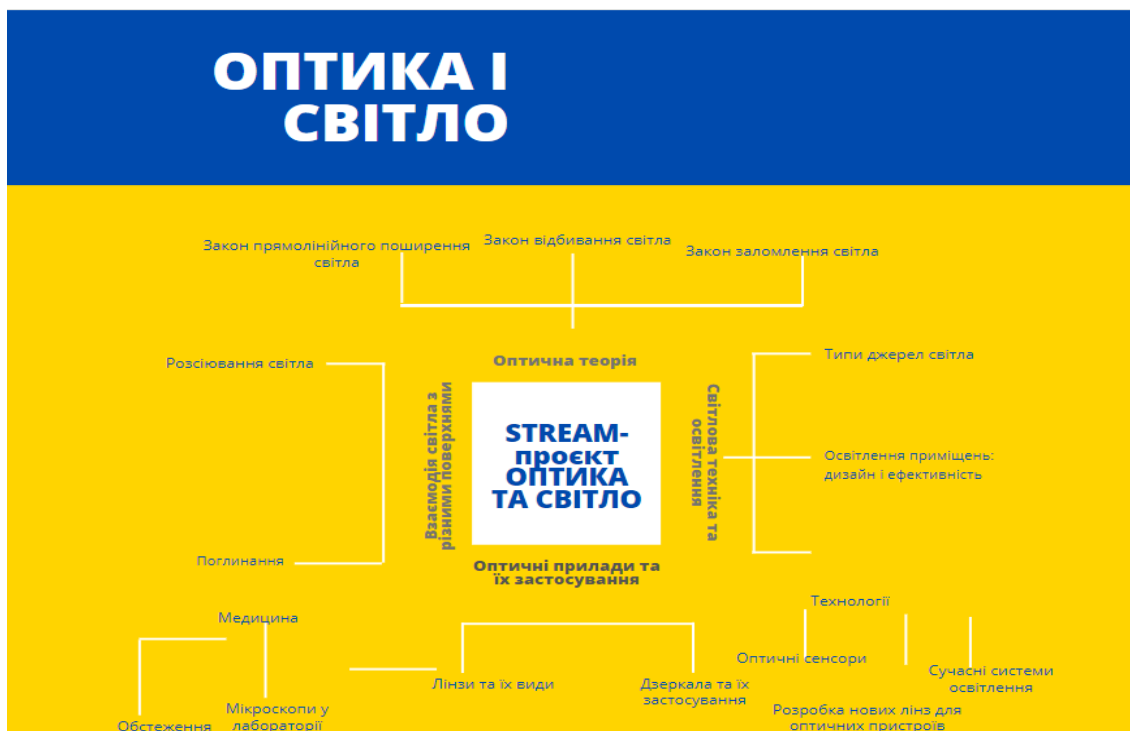 ОПТИКА І
СВІТЛО
Закон прямолінійного поширення
світла
Закон відбивання світла
Закон заломлення світла
Розсіювання світла
Оптична теорія
Типи джерел світла
Взаємодія світла з
різними поверхнями
STREAM-
проєкт
ОПТИКА
ТА СВІТЛО
Світлова техніка та
освітлення
Освітлення приміщень:
дизайн і ефективність
Поглинання
Оптичні прилади та
їх застосування
Медицина
Технології
Обстеження
Мікроскопи у
лабораторії
Лінзи та їх види
Дзеркала та їх
застосування
Оптичні сенсори
Розробка нових лінз для
оптичних пристроїв
Сучасні системи
освітлення